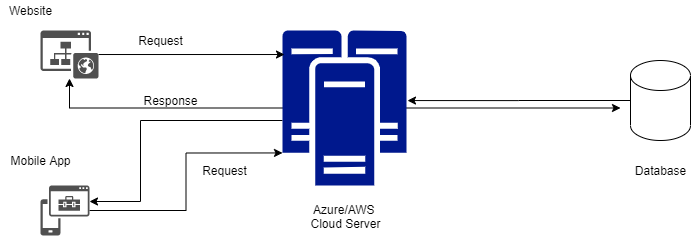 Website
Request
Response
Mobile App
Request
Database
Azure/AWS
Cloud Server